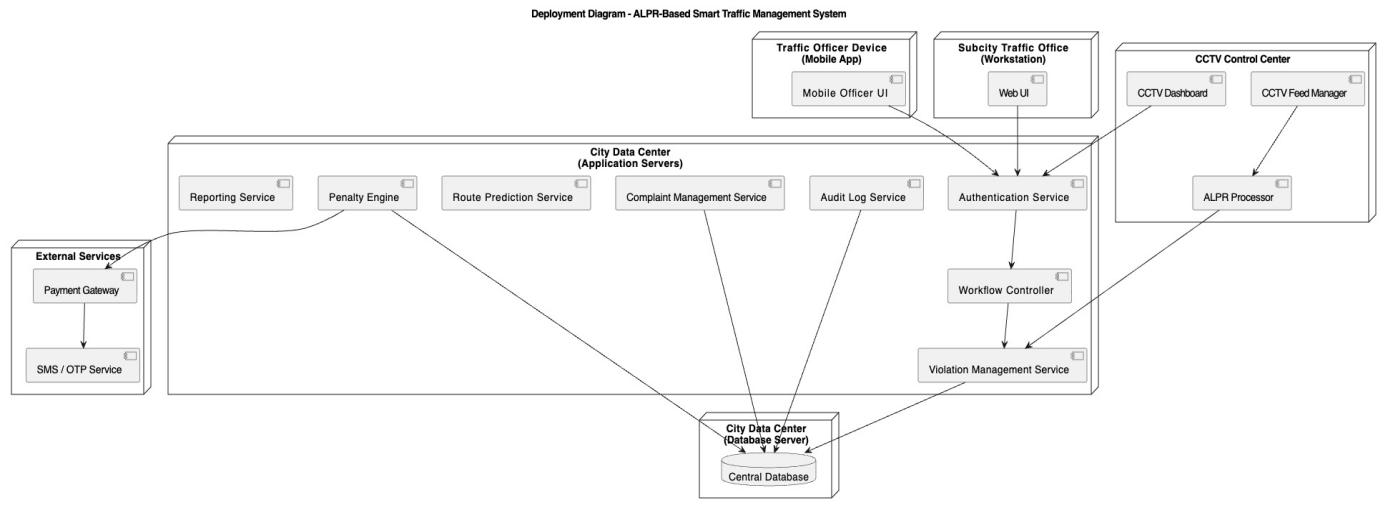 Deployment Diagram - ALPR-Based Smart Traffic Management System
Traffic Officer Device
(Mobile App)
Mobile Officer UI
Subcity Traffic Office
(Workstation)
Web UI
CCTV Control Center
CCTV Dashboard
CCTV Feed Manager
ALPR Processor
City Data Center
(Application Servers)
Reporting Service
Penalty Engine
Route Prediction Service
Complaint Management Service
Audit Log Service
Authentication Service
Workflow Controller
Violation Management Service
External Services
Payment Gateway
SMS / OTP Service
City Data Center
(Database Server)
Central Database